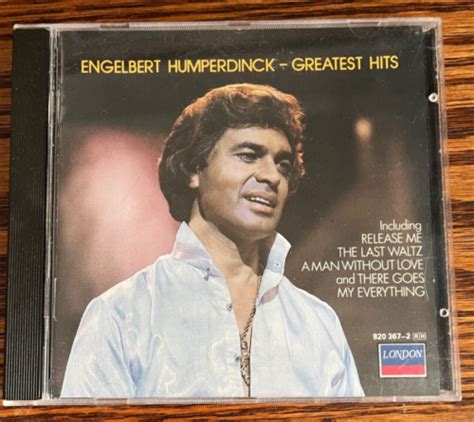 ENGELBERT HUMPERDINCK – GREATEST HITS
Including
RELEASE ME
THE LAST WALTZ
A MAN WITHOUT LOVE
and THERE GOES
MY EVERYTHING
820 367-2
LONDON